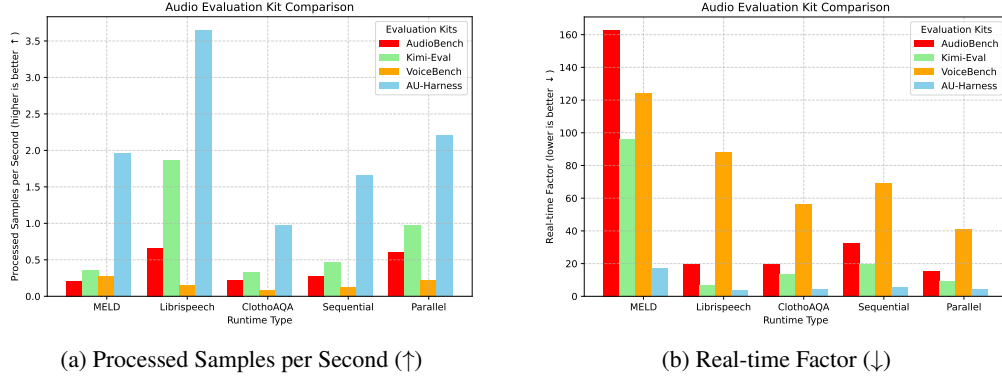 Audio Evaluation Kit Comparison
Processed Samples per Second (higher is better ↑)
3.5
3.0
2.5
2.0
1.5
1.0
0.5
0.0
Evaluation Kits
AudioBench
Kimi-Eval
VoiceBench
AU-Harness
MELD
Librispeech
ClothoAQA
Sequential
Parallel
Runtime Type
(a) Processed Samples per Second (↑)
Audio Evaluation Kit Comparison
Real-time Factor (lower is better ↓)
160
140
120
100
80
60
40
20
0
Evaluation Kits
AudioBench
Kimi-Eval
VoiceBench
AU-Harness
MELD
Librispeech
ClothoAQA
Sequential
Parallel
Runtime Type
(b) Real-time Factor (↓)